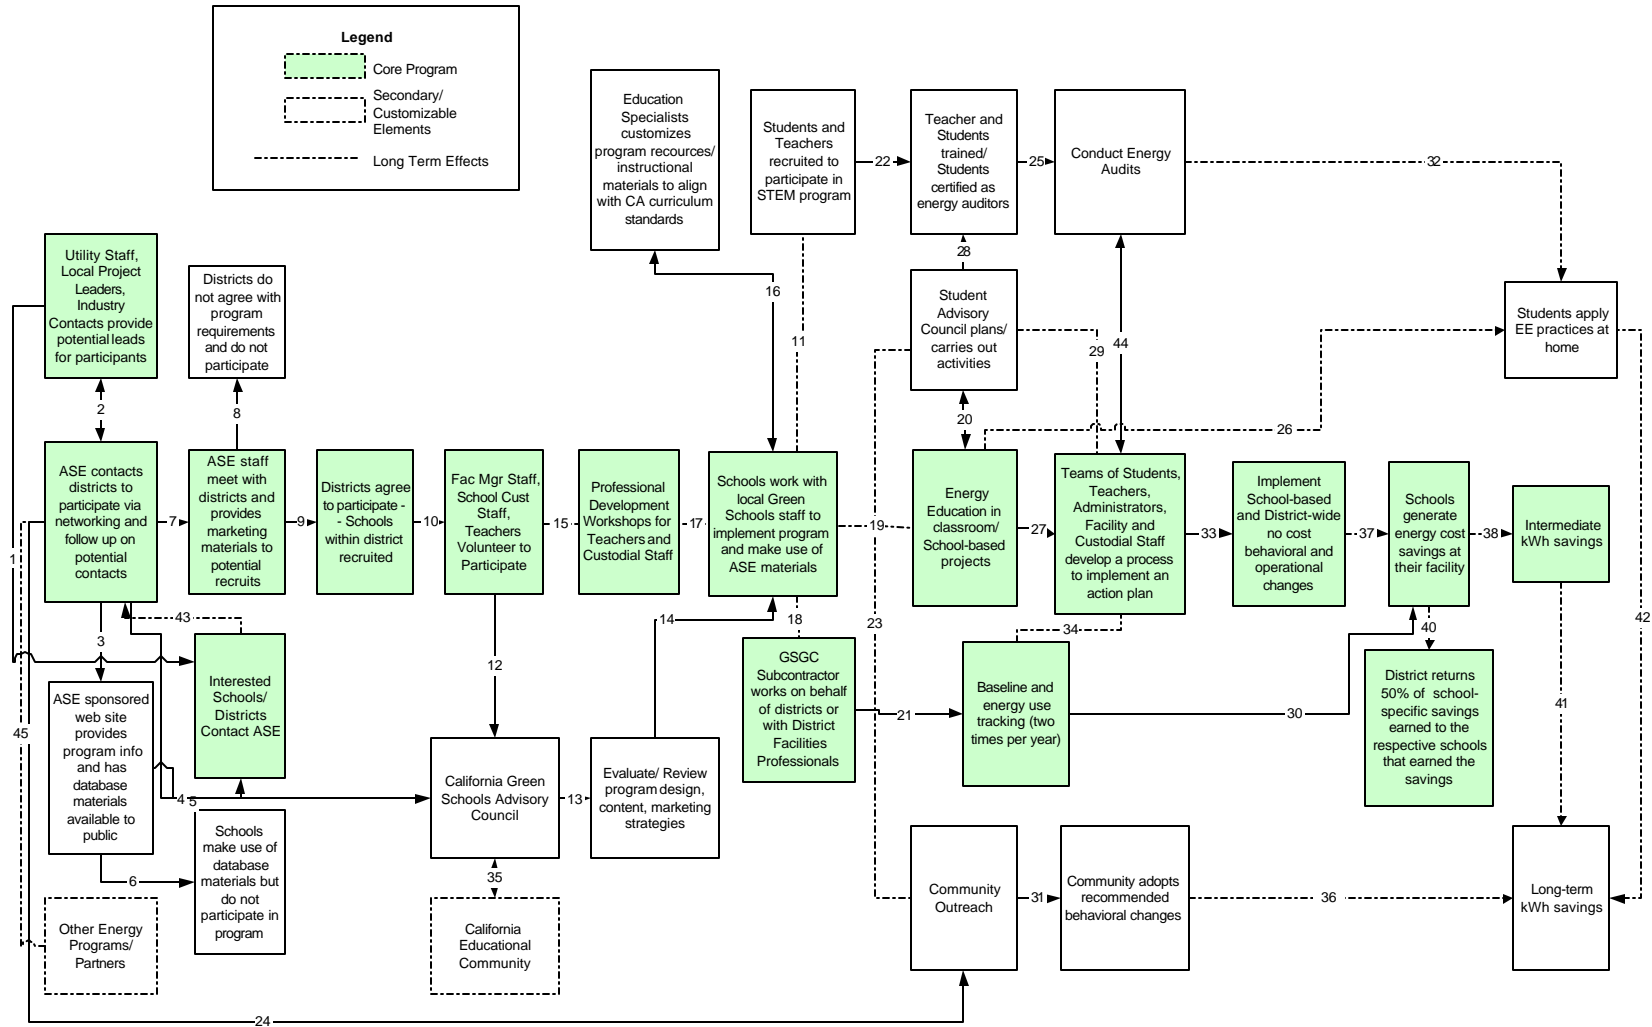 Legend
Core Program
Secondary/
Customizable
Elements
Long Term Effects
Education
Specialists
customizes
program recources/
instructional
materials to align
with CA curriculum
standards
Students and
Teachers
recruited to
participate in
STEM program
22
Teacher and
Students
trained/
Students
certified as
energy auditors
25
Conduct Energy
Audits
32
Utility Staff,
Local Project
Leaders,
Industry
Contacts provide
potential leads
for participants
Districts do
not agree with
program
requirements
and do not
participate
28
Student
Advisory
Council plans/
carries out
activities
Students apply
EE practices at
home
16
11
29
44
2
8
20
26
1
ASE contacts
districts to
participate via
networking and
follow up on
potential
contacts
7
ASE staff
meet with
districts and
provides
marketing
materials to
potential
recruits
9
Districts agree
to participate -
- Schools
within district
recruited
10
Fac Mgr Staff,
School Cust
Staff,
Teachers
Volunteer to
Participate
15
Professional
Development
Workshops for
Teachers and
Custodial Staff
17
Schools work with
local Green
Schools staff to
implement program
and make use of
ASE materials
19
Energy
Education in
classroom/
School-based
projects
27
Teams of Students,
Teachers,
Administrators,
Facility and
Custodial Staff
develop a process
to implement an
action plan
33
Implement
School-based
and District-wide
no cost
behavioral and
operational
changes
37
Schools
generate
energy cost
savings at
their facility
38
Intermediate
kWh savings
43
3
14
18
23
34
40
42
12
45
Interested
Schools/
Districts
Contact ASE
ASE sponsored
web site
provides
program info
and has
database
materials
available to
public
4
5
GSGC
Subcontractor
works on behalf
of districts or
with District
Facilities
Professionals
21
Baseline and
energy use
tracking (two
times per year)
30
District returns
50% of school-
specific savings
earned to the
respective schools
that earned the
savings
41
California Green
Schools Advisory
Council
13
Evaluate/ Review
program design,
content, marketing
strategies
6
Schools
make use of
database
materials but
do not
participate in
program
35
Other Energy
Programs/
Partners
California
Educational
Community
Community
Outreach
31
Community adopts
recommended
behavioral changes
36
Long-term
kWh savings
24